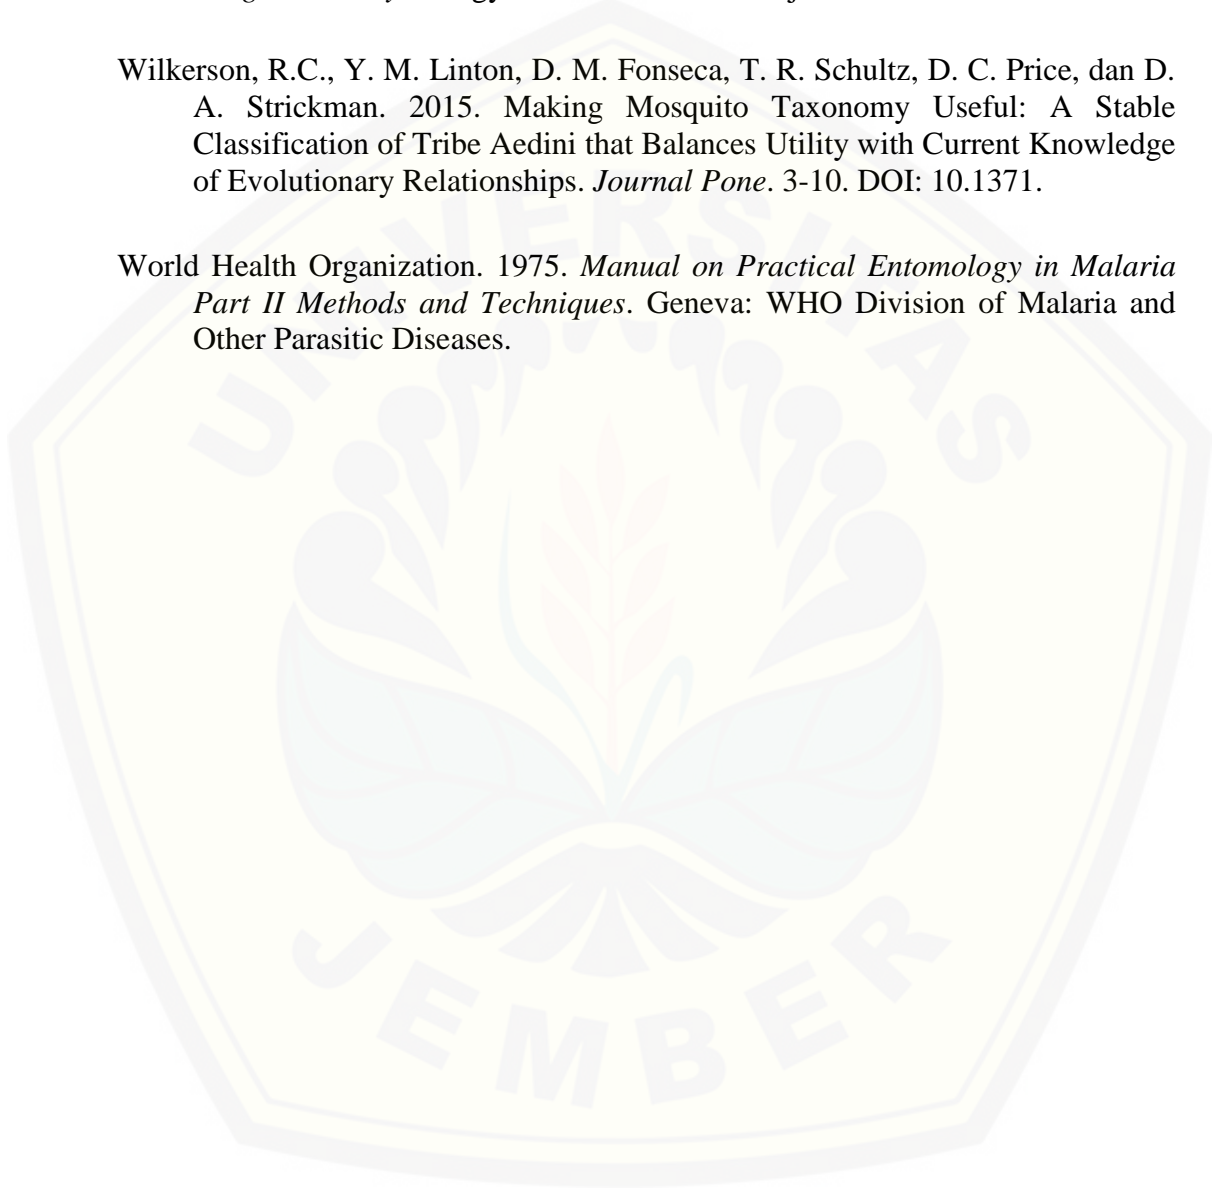 Wilkerson, R.C., Y. M. Linton, D. M. Fonseca, T. R. Schultz, D. C. Price, dan D.
A. Strickman. 2015. Making Mosquito Taxonomy Useful: A Stable
Classification of Tribe Aedini that Balances Utility with Current Knowledge
of Evolutionary Relationships. Journal Pone. 3-10. DOI: 10.1371.
World Health Organization. 1975. Manual on Practical Entomology in Malaria
Part II Methods and Techniques. Geneva: WHO Division of Malaria and
Other Parasitic Diseases.
UNIVERSITAS
JEMBER